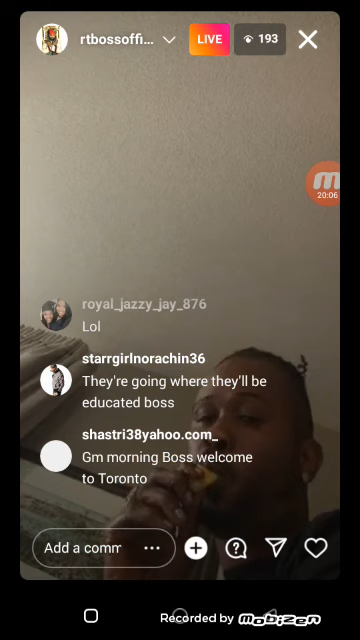 rtbossoffi...
LIVE
193
20:06
royal_jazzy_jay_876
Lol
starrgirlnorachin36
They're going where they'll be
educated boss
shastri38yahoo.com_
Gm morning Boss welcome
to Toronto
Add a comm
Recorded by MOBIZEN